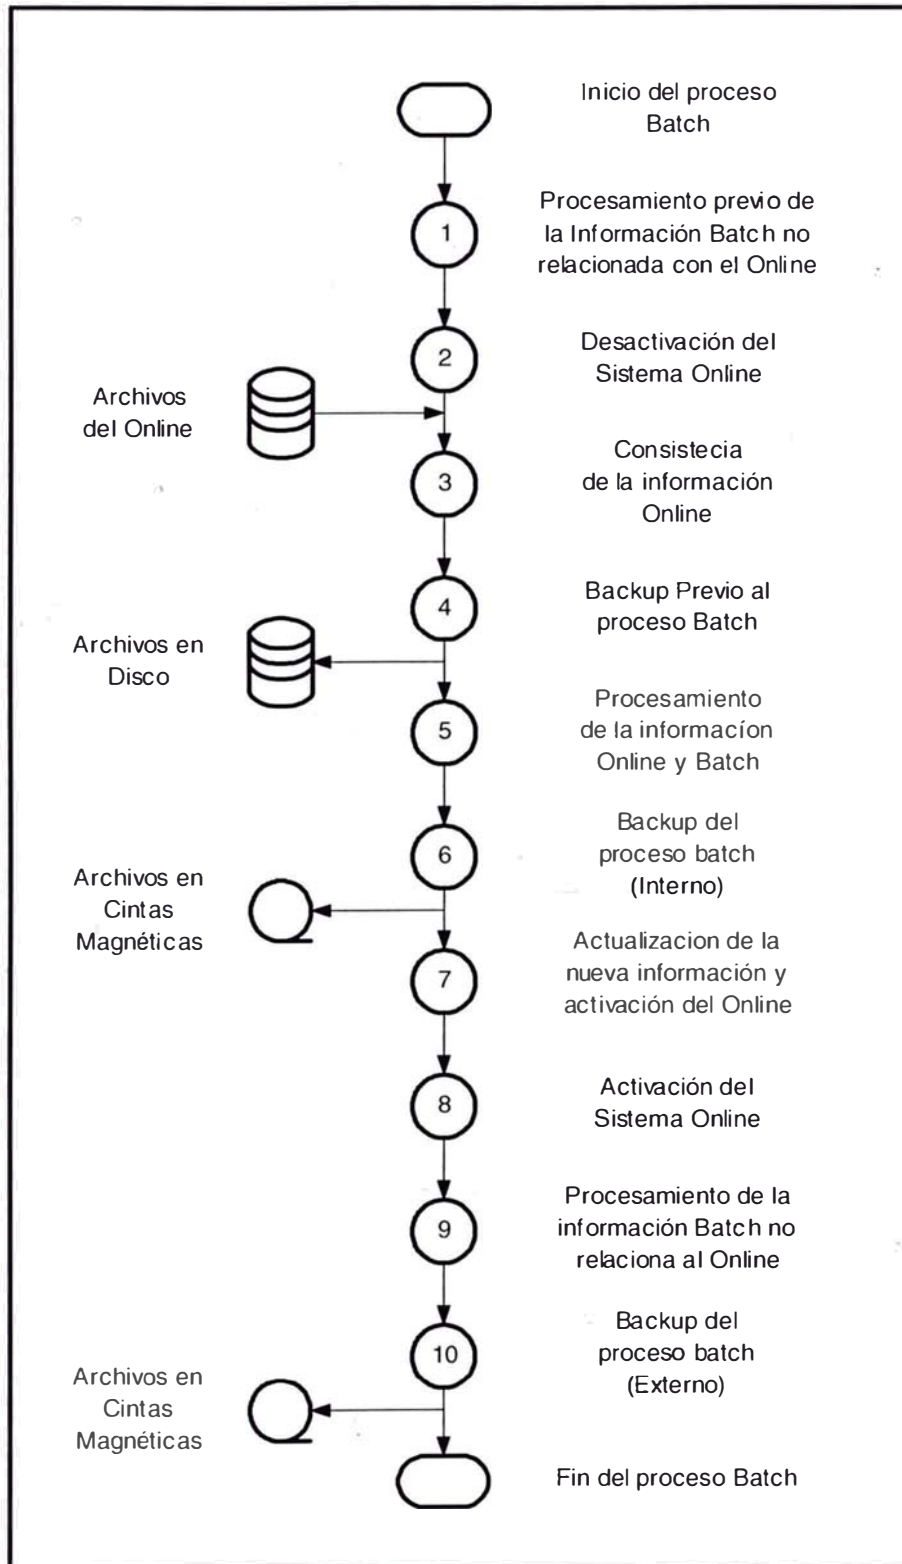 Inicio del proceso
Batch
Procesamiento previo de
la Información Batch no
relacionada con el Online
1
Desactivación del
Sistema Online
2
Archivos
del Online
Consistecia
de la información
Online
3
Backup Previo al
proceso Batch
4
Archivos en
Disco
Procesamiento
de la informacíon
Online y Batch
5
Backup del
proceso batch
(Interno)
6
Archivos en
Cintas
Magnéticas
Actualizacion de la
nueva información y
activación del Online
7
Activación del
Sistema Online
8
Procesamiento de la
información Batch no
relaciona al Online
9
Backup del
proceso batch
(Externo)
10
Archivos en
Cintas
Magnéticas
Fin del proceso Batch